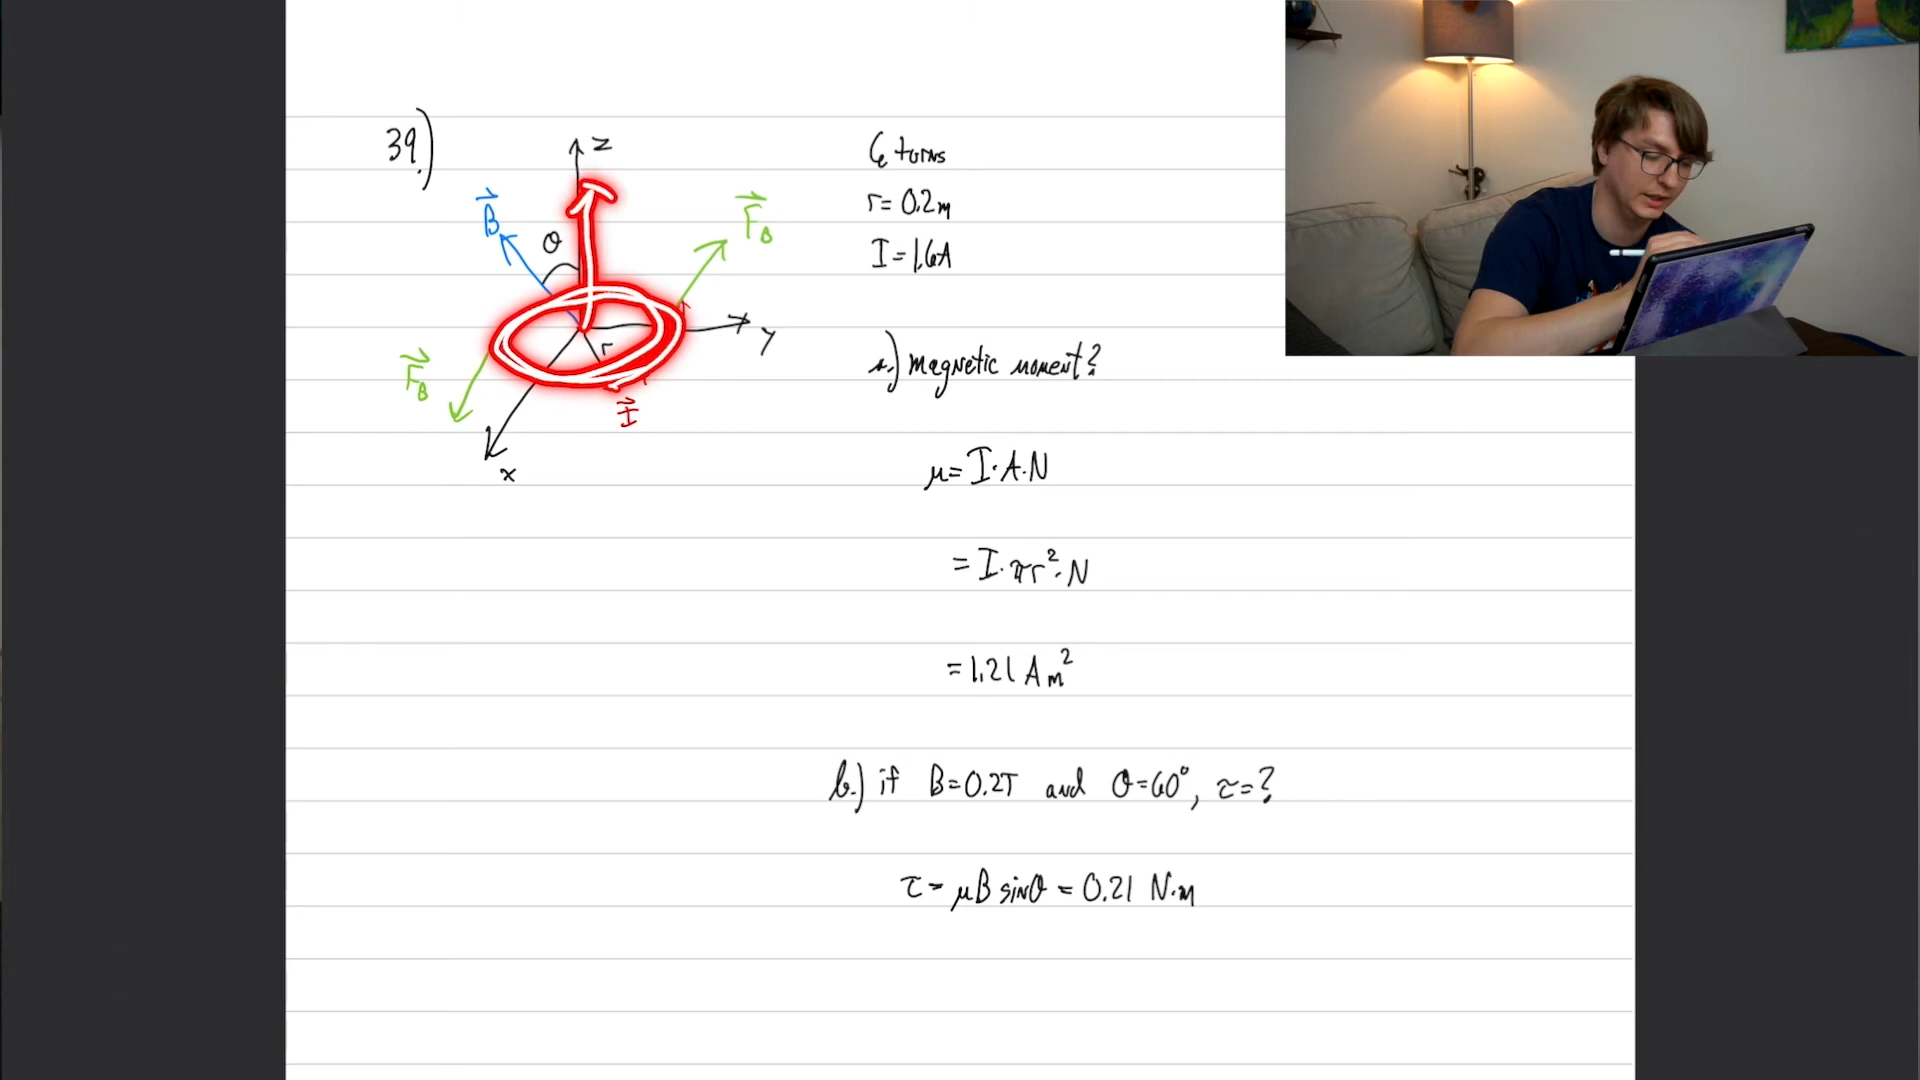 39.)
z
6 turns
B
θ
F_B
r = 0.2m
I = 1.6A
y
r
F_B
a.) magnetic moment?
I
x
μ = I·A·N
= I·πr²·N
= 1.21 Am²
b.) if B=0.2T and θ=60°, τ=?
τ = μB sinθ = 0.21 N·m